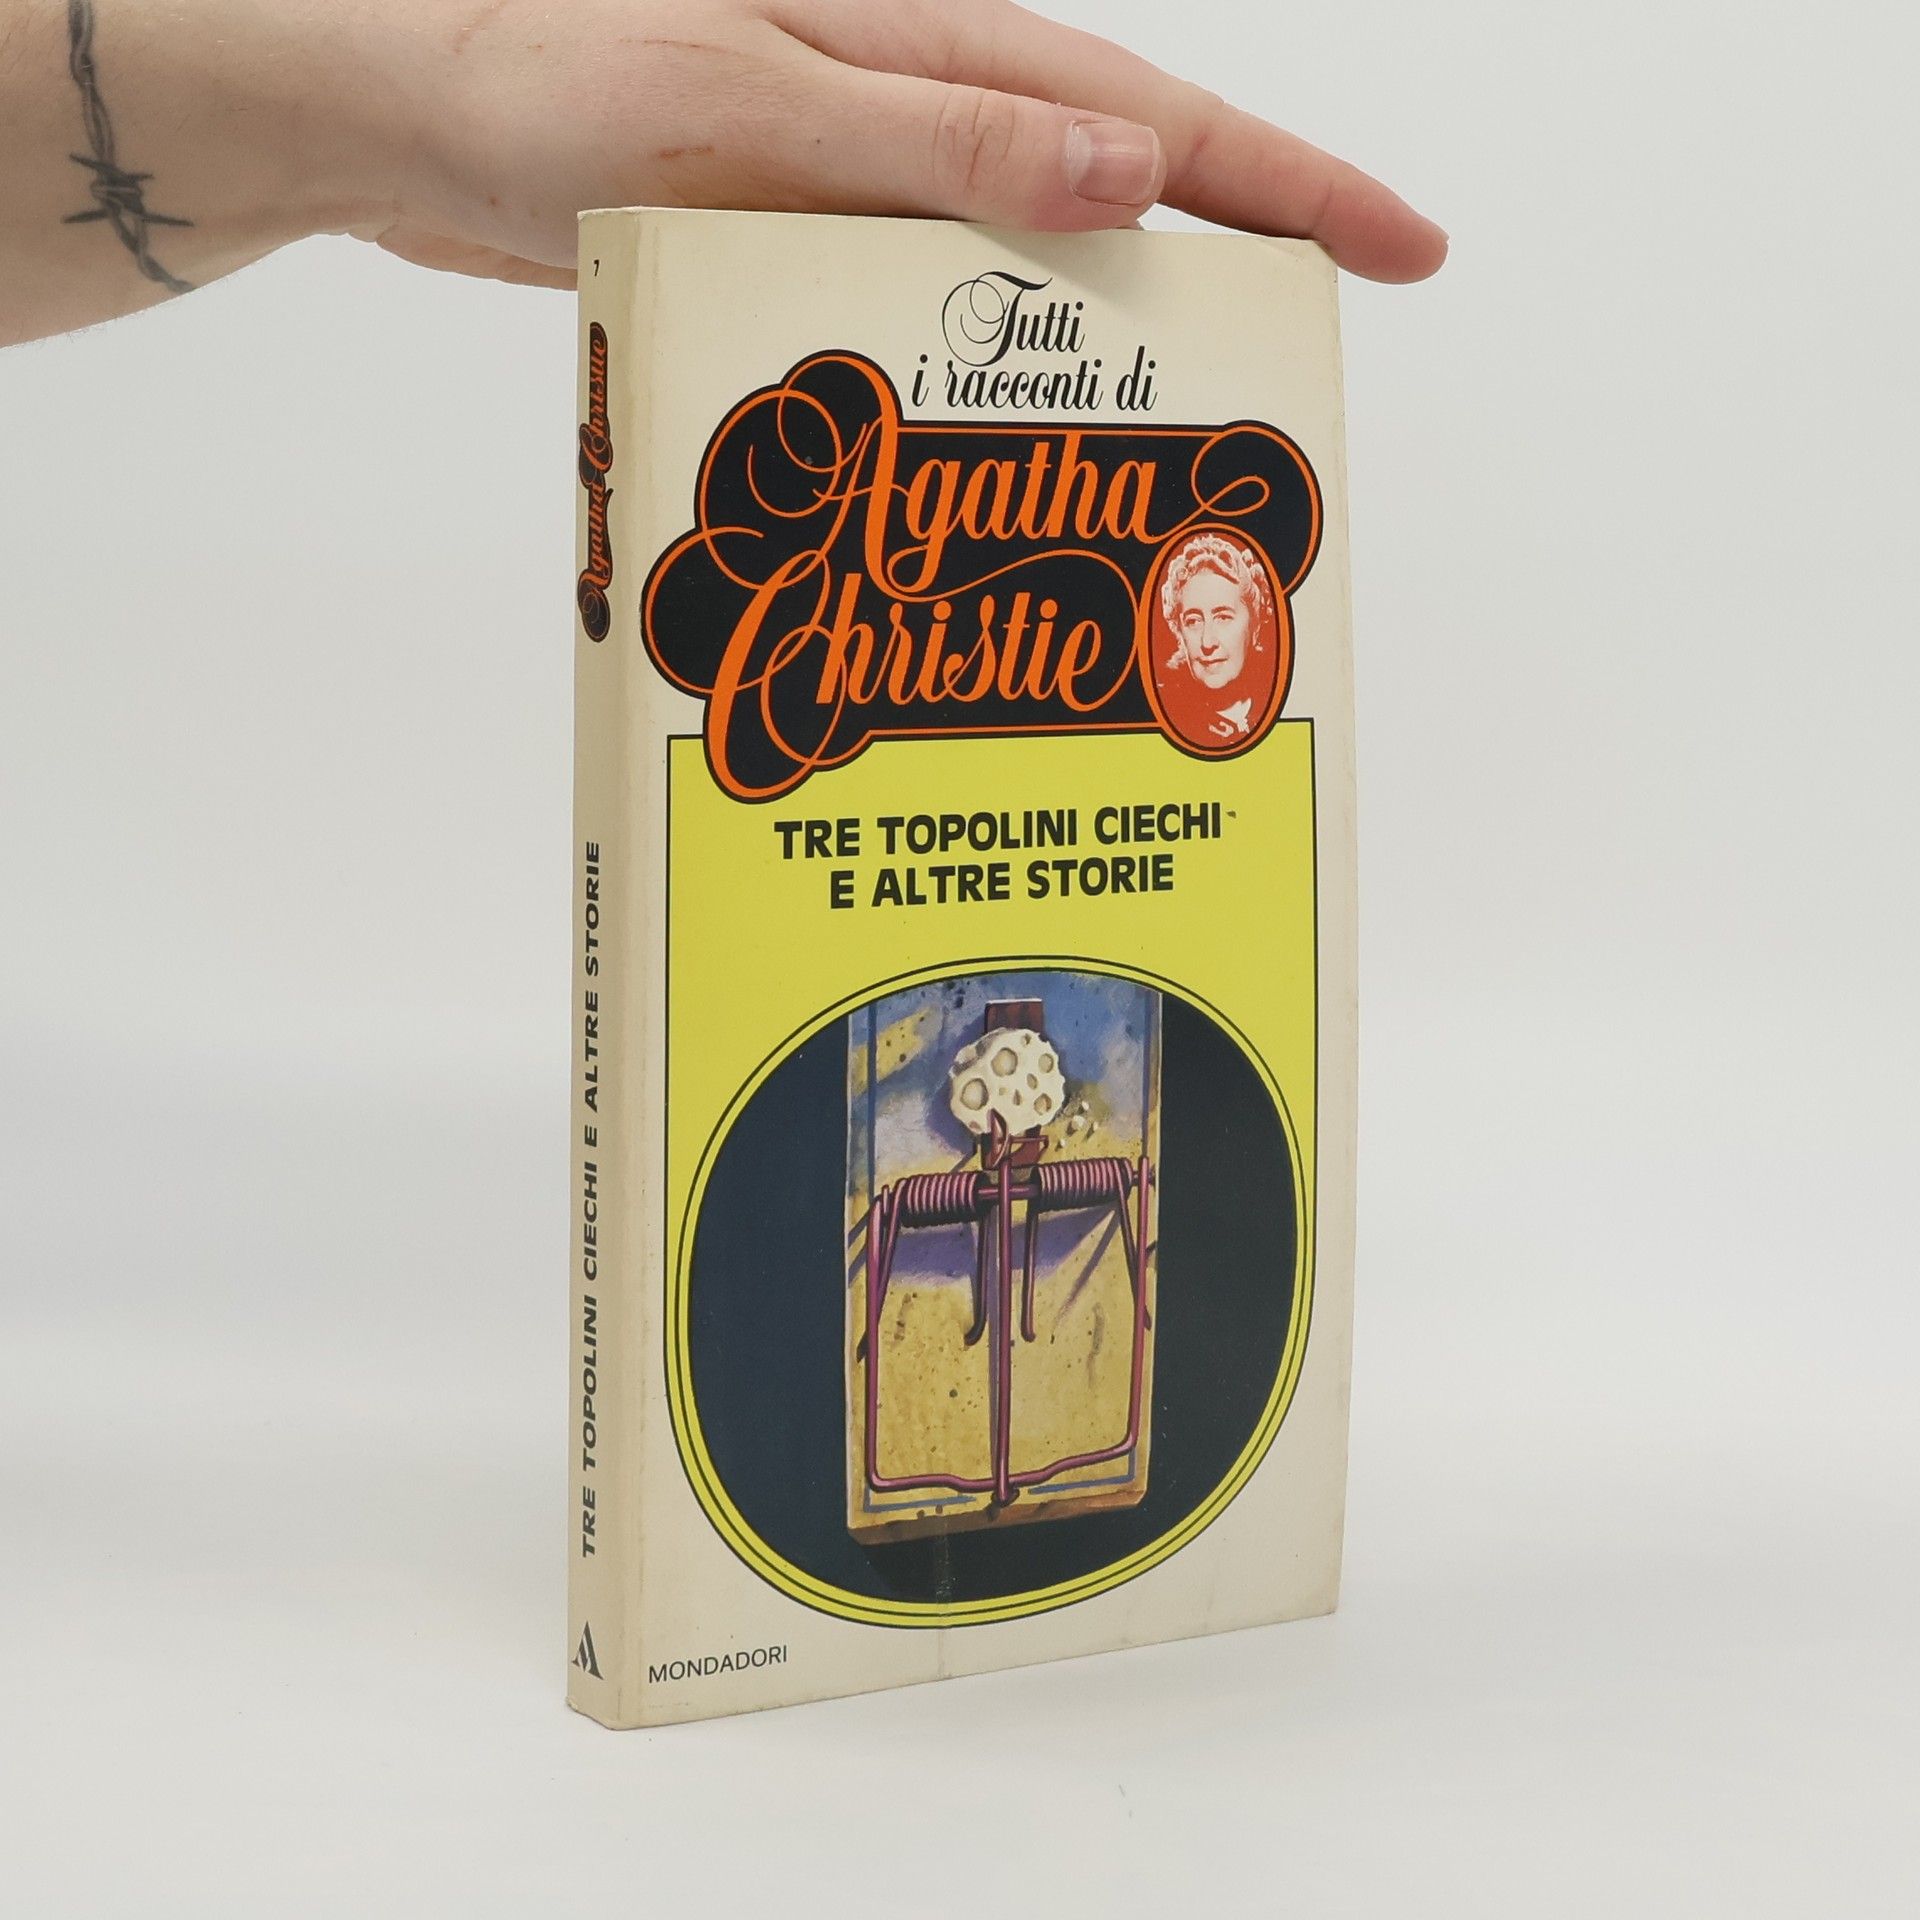 7
Agatha Christie
TRE TOPOLINI CIECHI E ALTRE STORIE
Tutti
i racconti di
Agatha
Christie
TRE TOPOLINI CIECHI
E ALTRE STORIE
MONDADORI